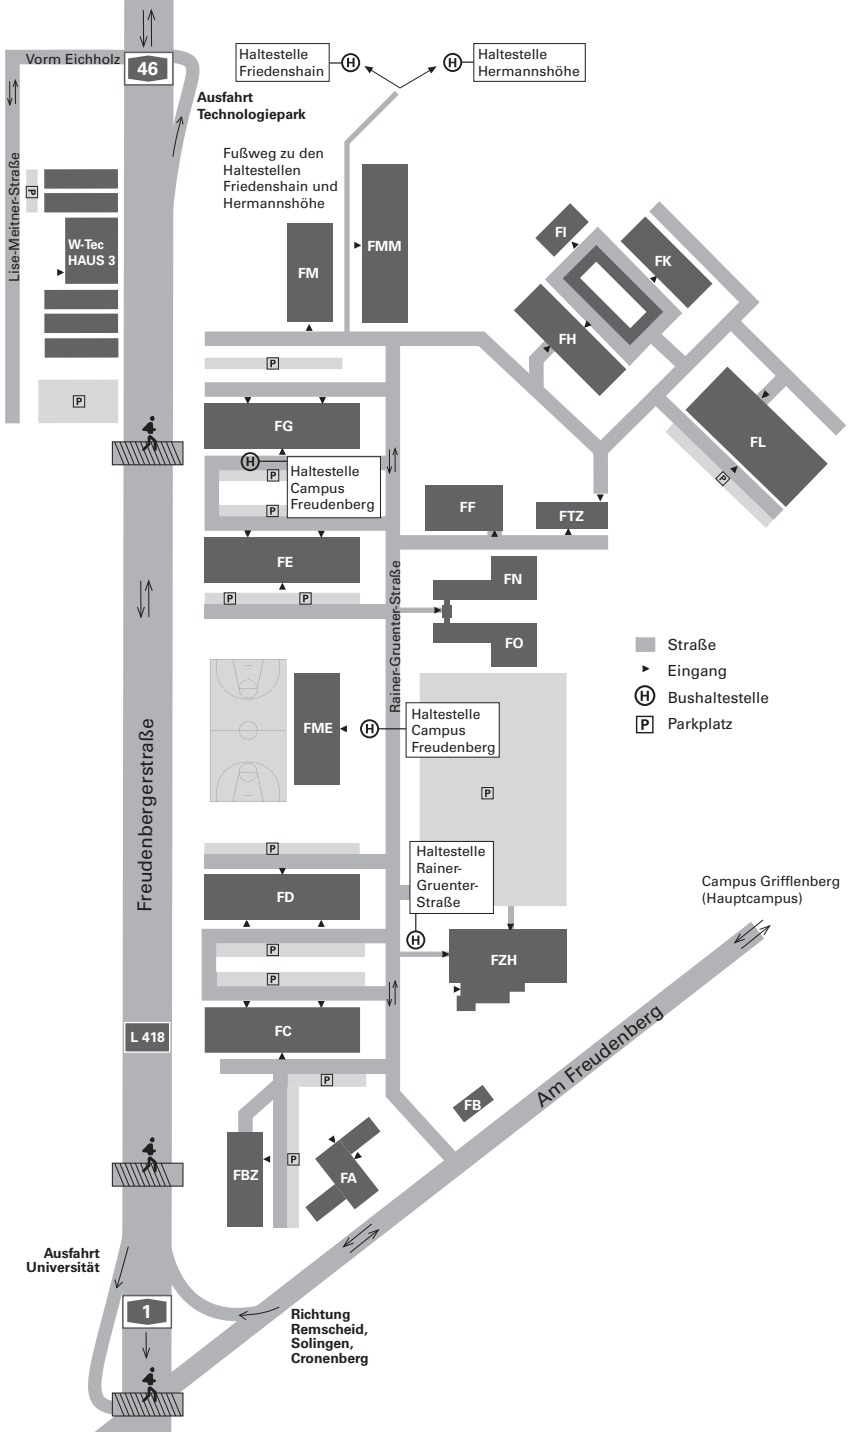 Vorm Eichholz
46
Haltestelle
Friedenshain
H
H
Haltestelle
Hermannshöhe
Ausfahrt
Technologiepark
Fußweg zu den
Haltestellen
Friedenshain und
Hermannshöhe
Lise-Meitner-Straße
P
W-Tec
HAUS 3
P
FM
FMM
FI
FK
FH
FL
P
P
FG
H
Haltestelle
Campus
Freudenberg
P
P
FF
FTZ
FE
P
P
FN
FO
Rainer-Gruenter-Straße
Straße
Eingang
H
Bushaltestelle
P
Parkplatz
FME
H
Haltestelle
Campus
Freudenberg
P
Freudenbergerstraße
P
FD
Haltestelle
Rainer-
Gruenter-
Straße
H
Campus Grifflenberg
(Hauptcampus)
P
P
FZH
FC
L 418
P
Am Freudenberg
FB
FBZ
P
FA
Ausfahrt
Universität
1
Richtung
Remscheid,
Solingen,
Cronenberg